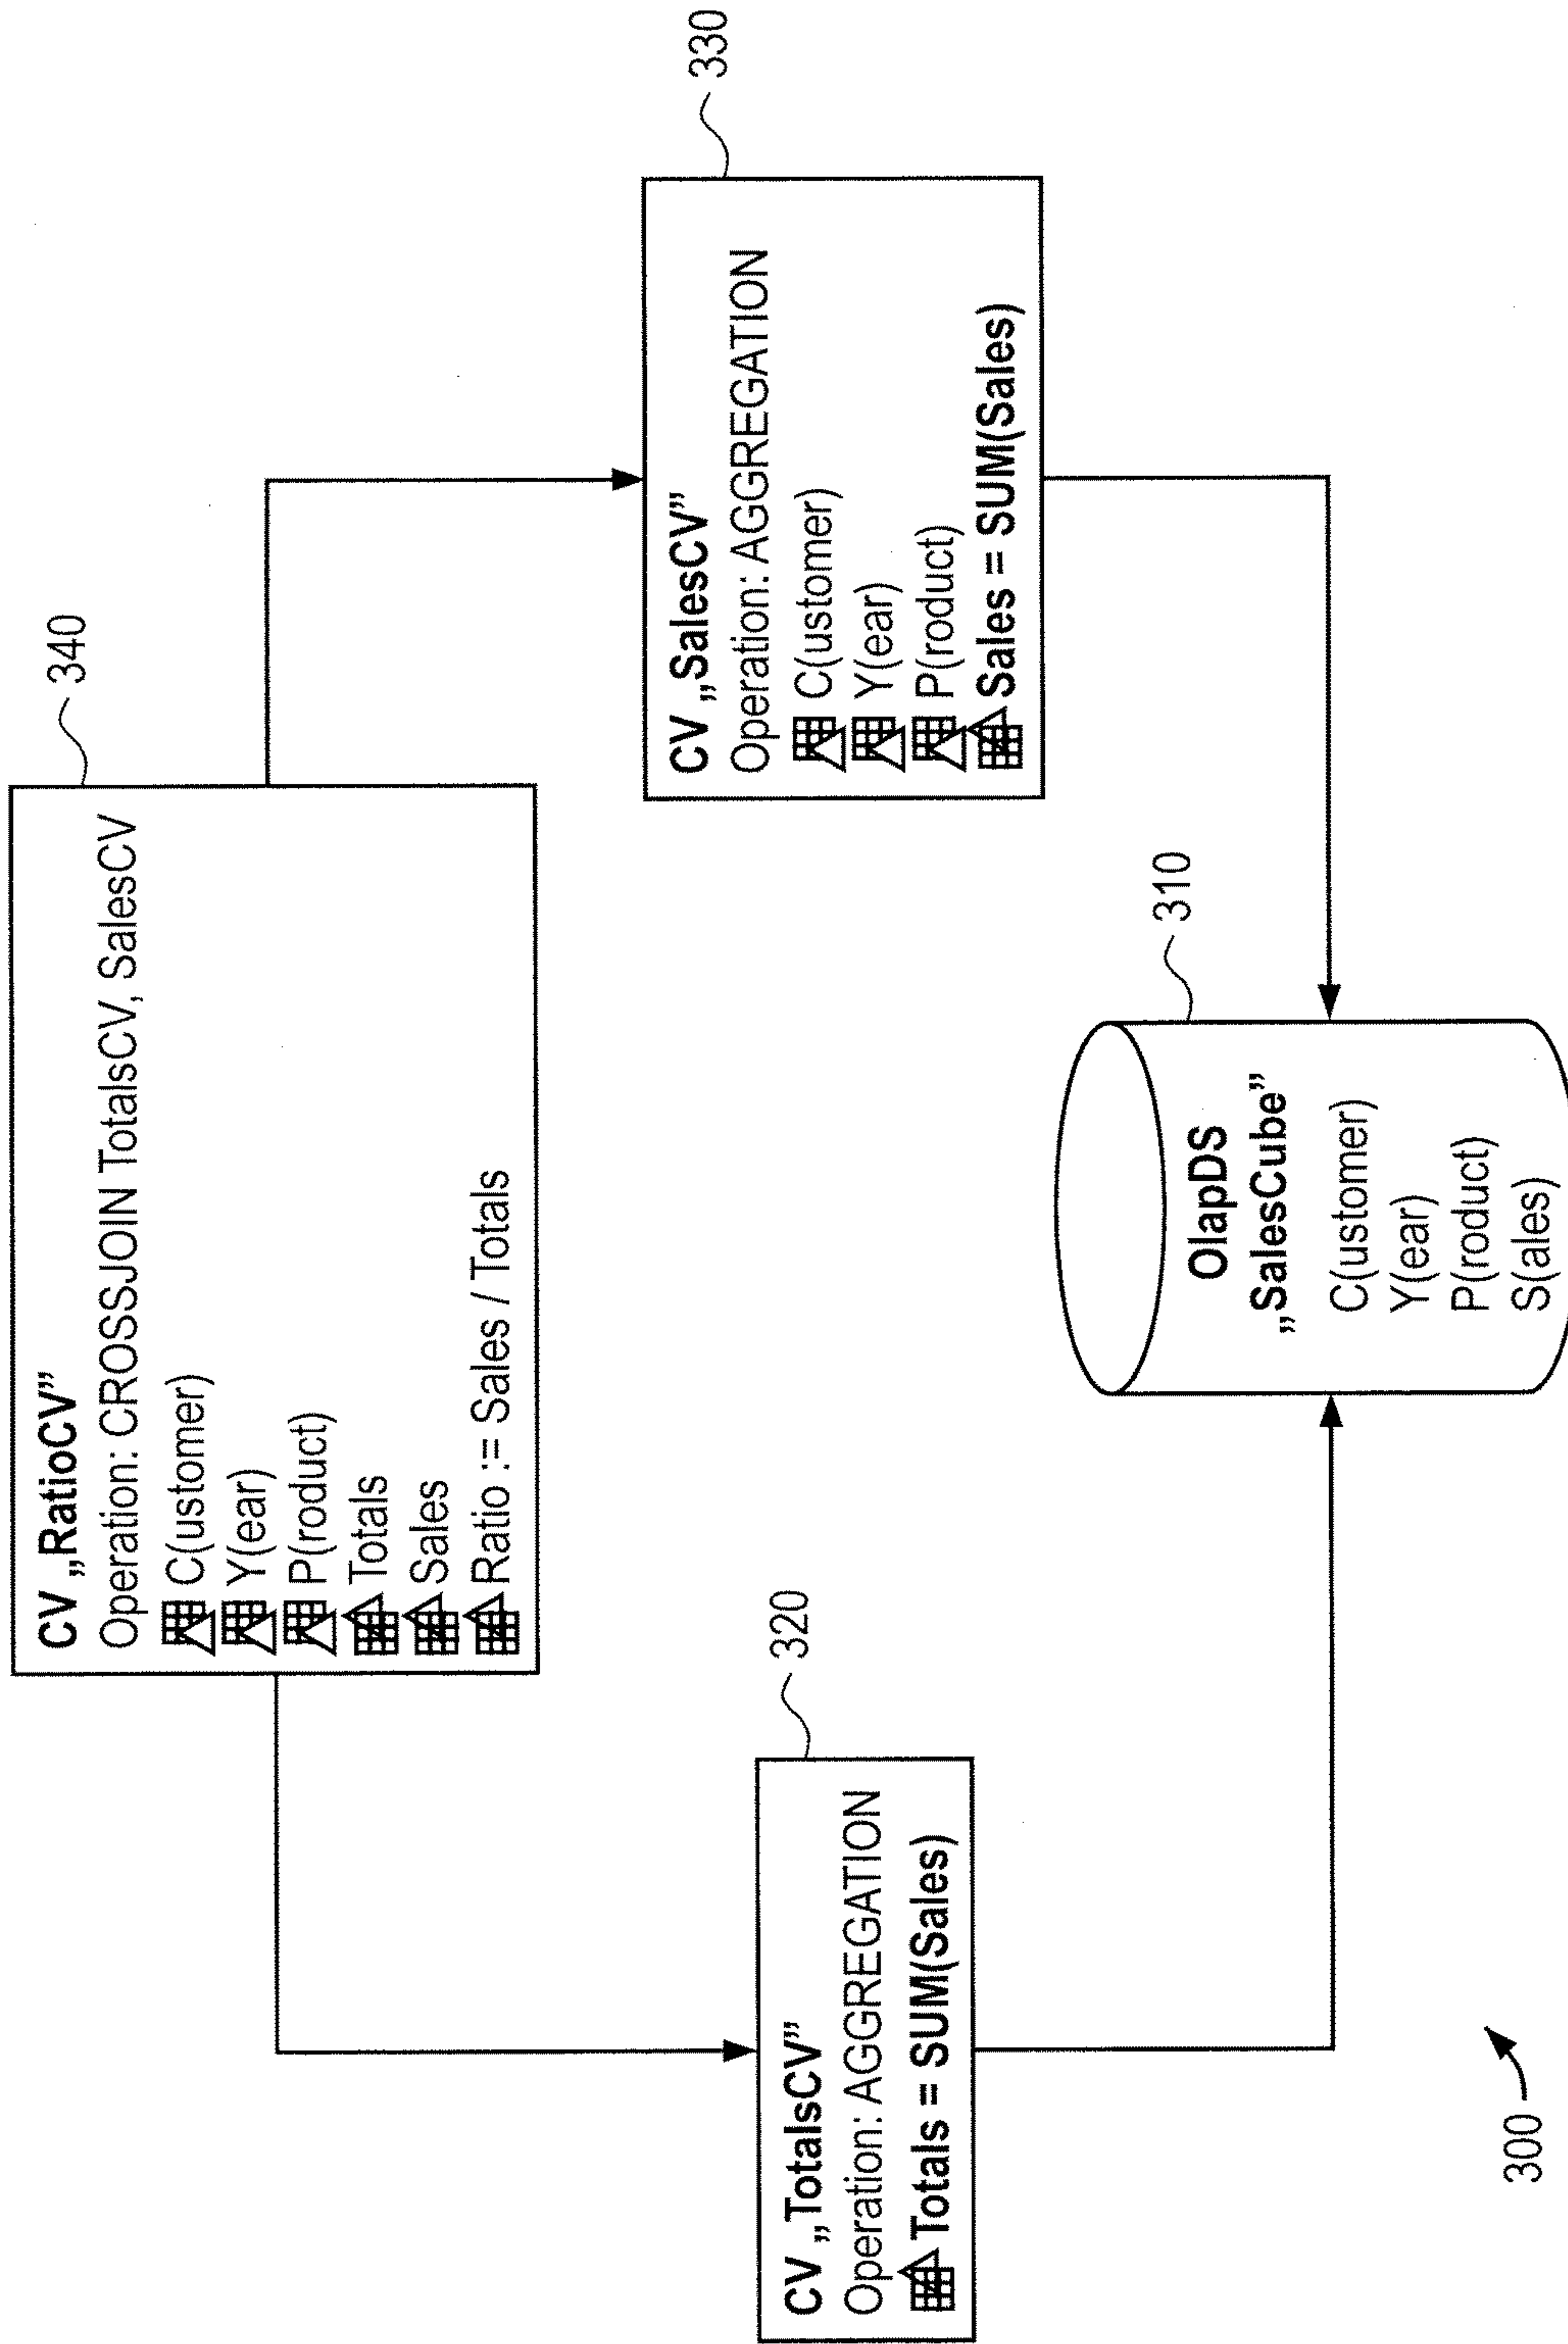 340
CV „RatioCV”
Operation: CROSSJOIN TotalsCV, SalesCV
C(ustomer)
Y(ear)
P(roduct)
Totals
Sales
Ratio := Sales / Totals
320
CV „TotalsCV”
Operation: AGGREGATION
Totals = SUM(Sales)
330
CV „SalesCV”
Operation: AGGREGATION
C(ustomer)
Y(ear)
P(roduct)
Sales = SUM(Sales)
310
OlapDS
„SalesCube”
C(ustomer)
Y(ear)
P(roduct)
S(ales)
300